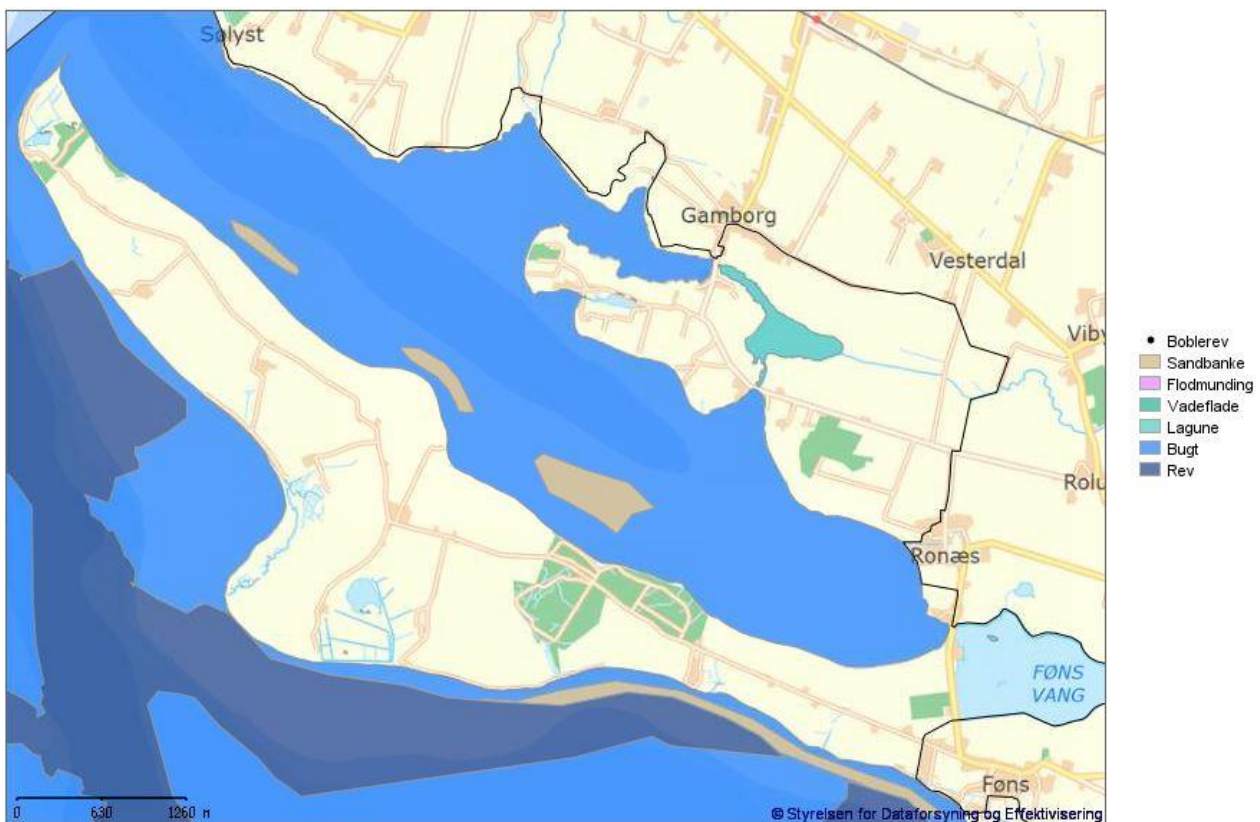 Sølyst
Gamborg
Vesterdal
Viby
Rolu
Ronæs
FØNS
VANG
Føns
0 630 1260 M
© Styrelsen for Dataforsyning og Effektivisering
Boblerev
Sandbanke
Flodmunding
Vadeflade
Lagune
Bugt
Rev